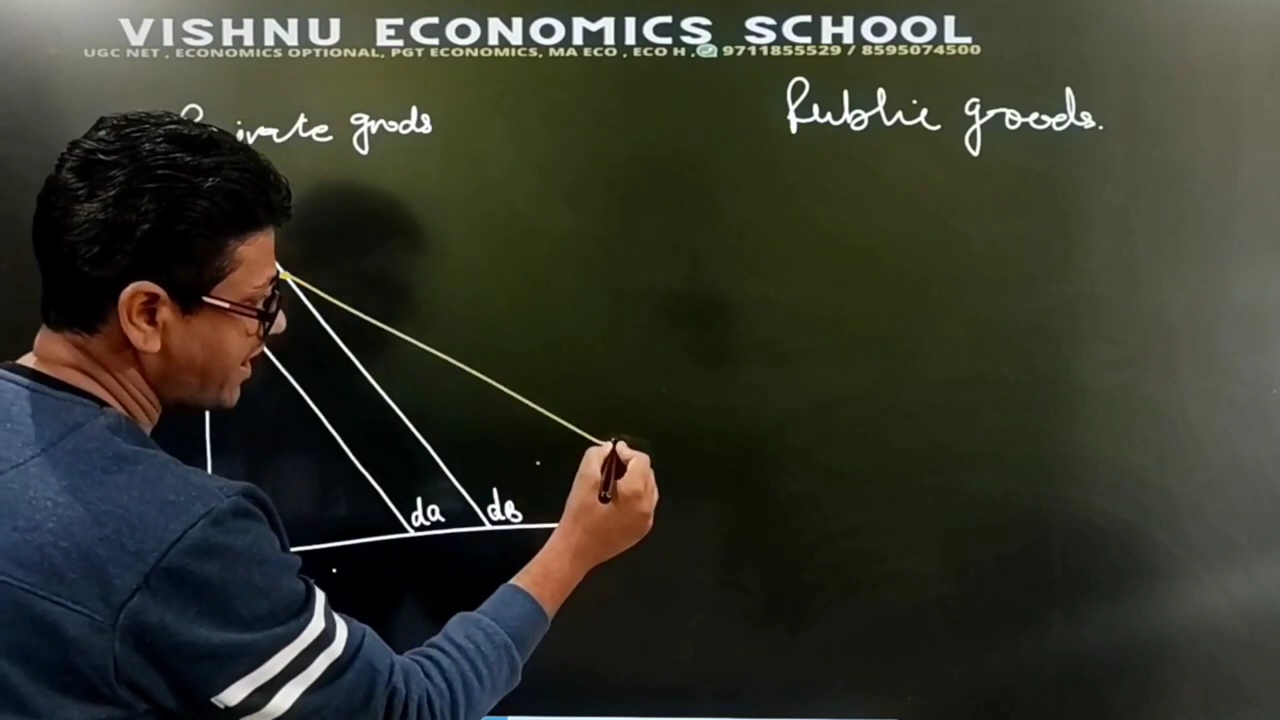 VISHNU ECONOMICS SCHOOL
UGC NET , ECONOMICS OPTIONAL, PGT ECONOMICS, MA ECO , ECO H , 9711855529 / 8595074500
Private goods
Public goods.
da
dB